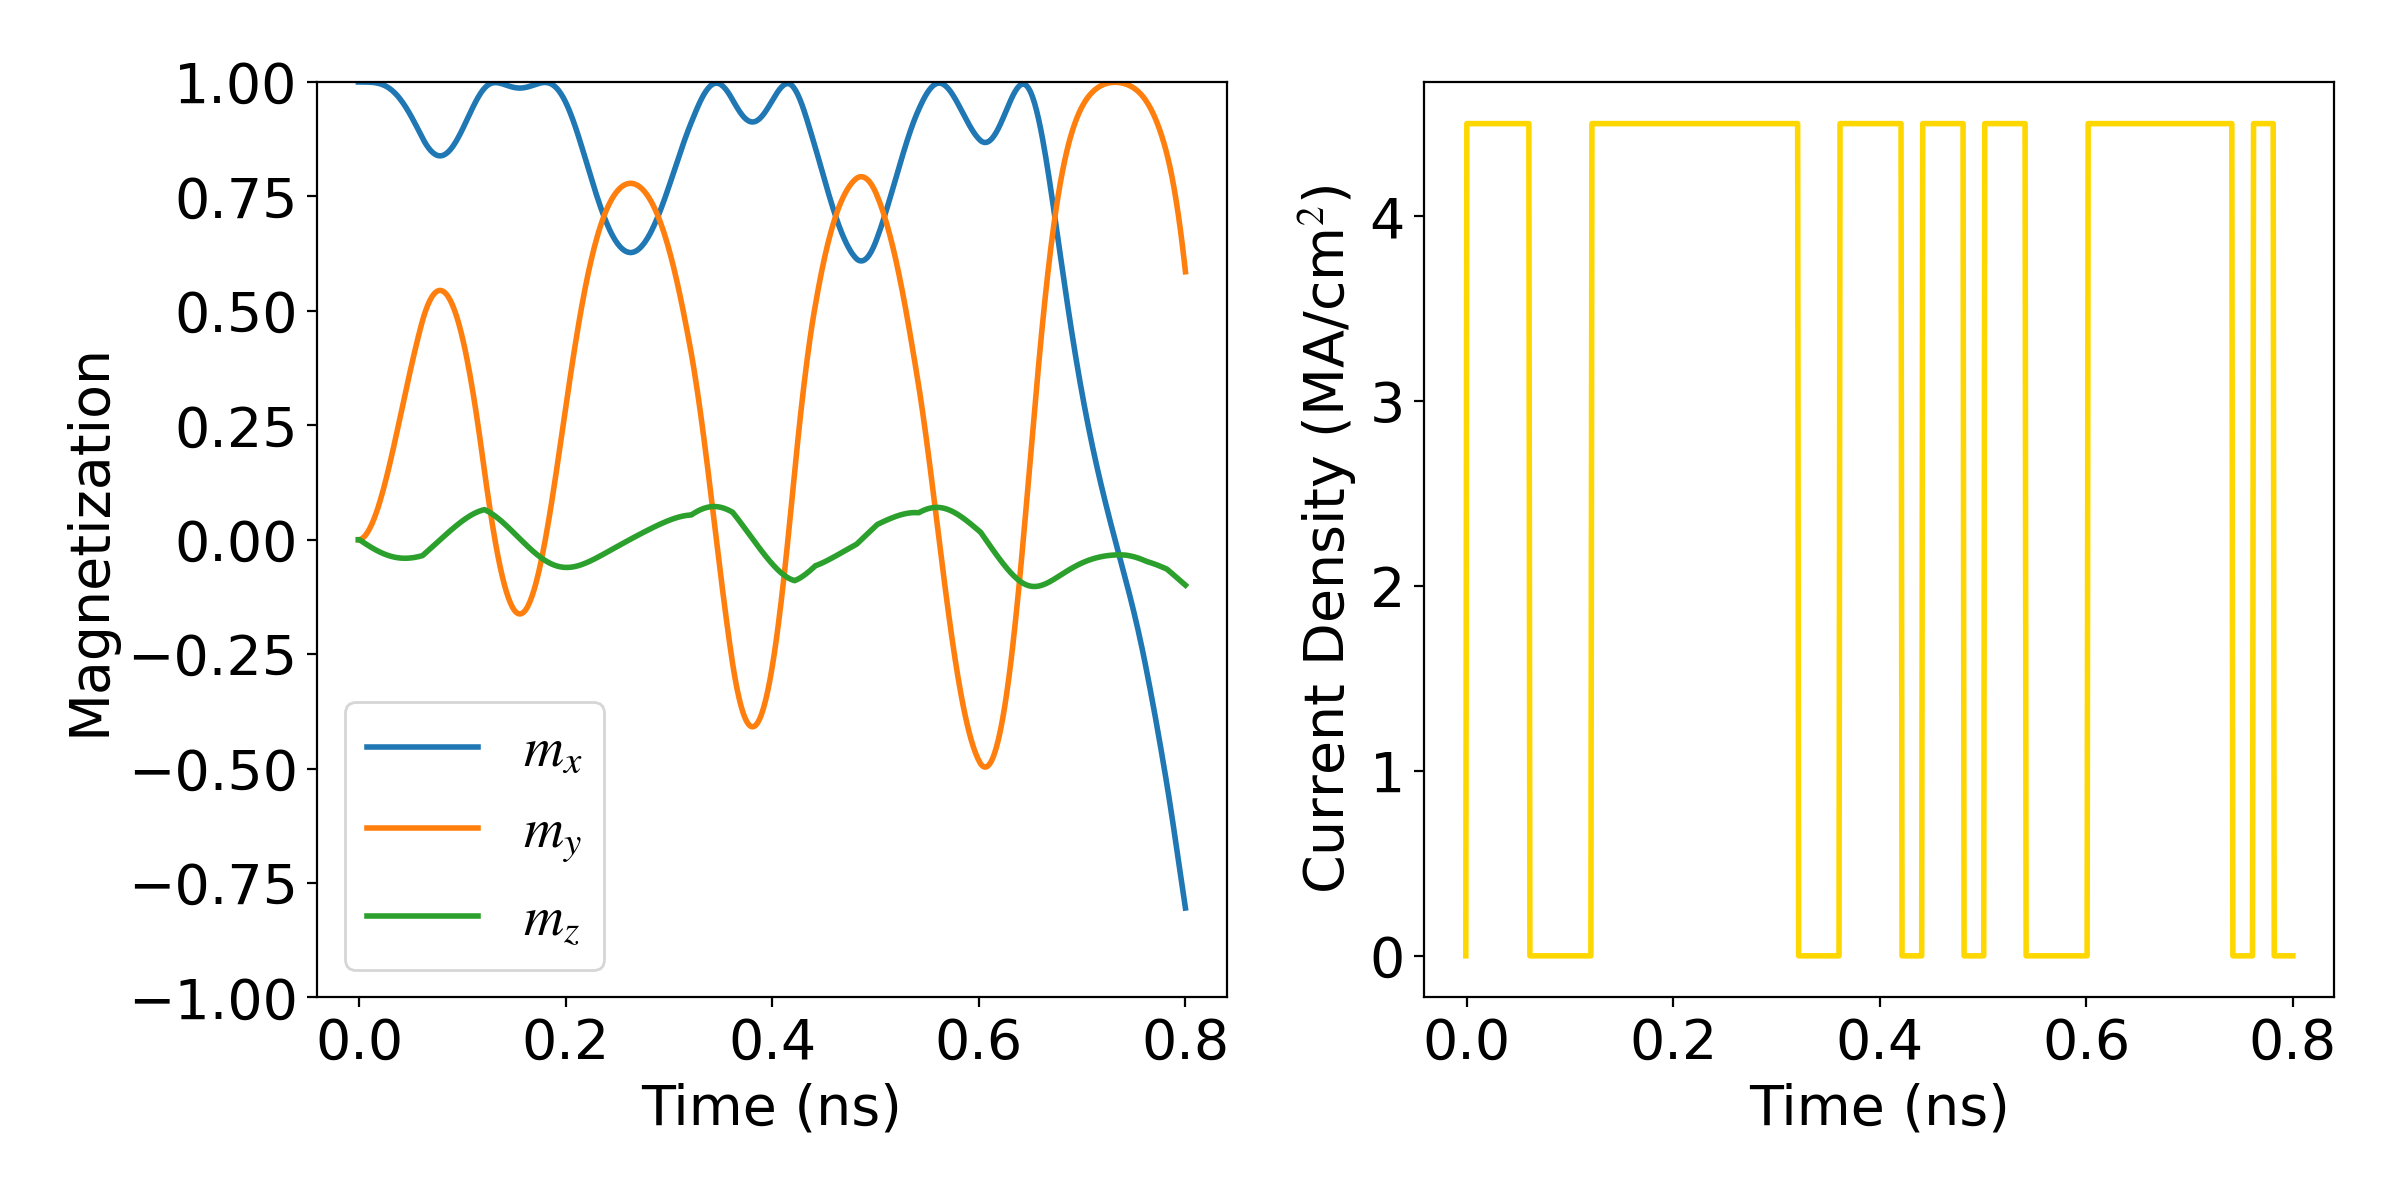 Magnetization
1.00
0.75
0.50
0.25
0.00
−0.25
−0.50
−0.75
−1.00
m_x
m_y
m_z
0.0 0.2 0.4 0.6 0.8
Time (ns)
Current Density (MA/cm²)
4
3
2
1
0
0.0 0.2 0.4 0.6 0.8
Time (ns)